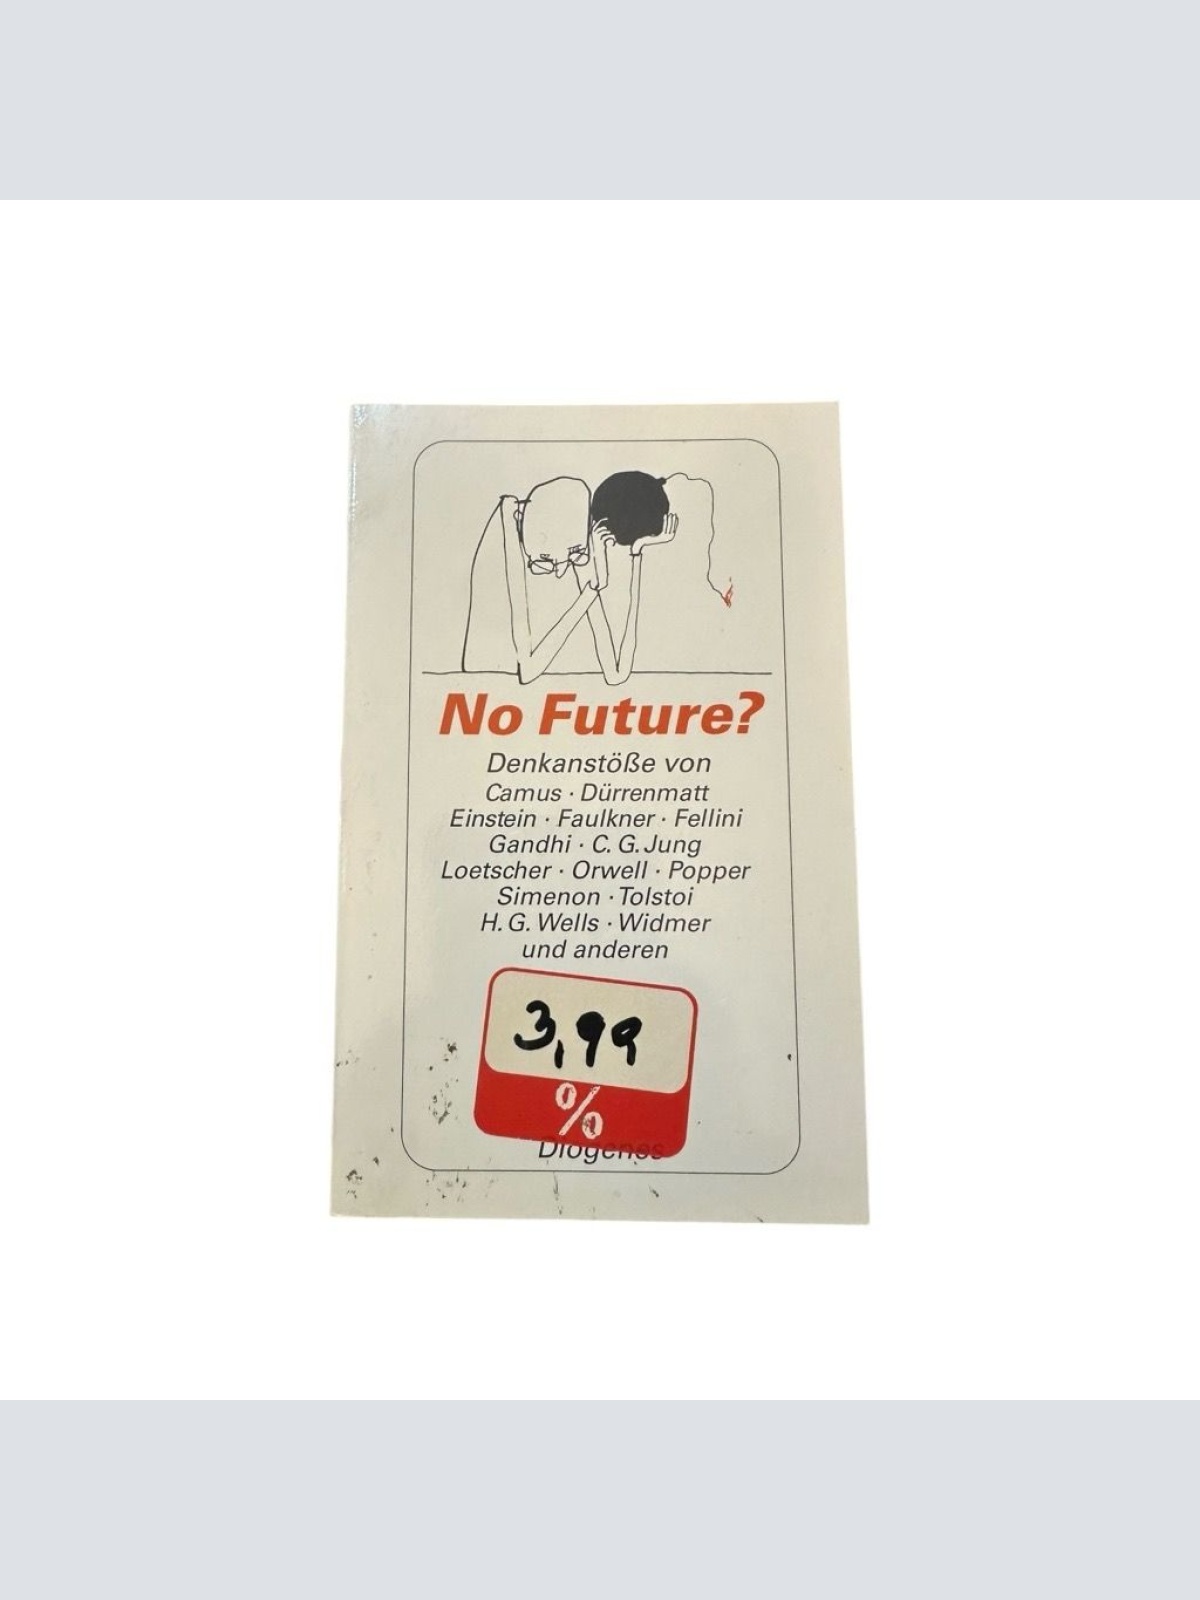 No Future?
Denkanstöße von
Camus · Dürrenmatt
Einstein · Faulkner · Fellini
Gandhi · C. G. Jung
Loetscher · Orwell · Popper
Simenon · Tolstoi
H. G. Wells · Widmer
und anderen
3,99
%
Diogenes